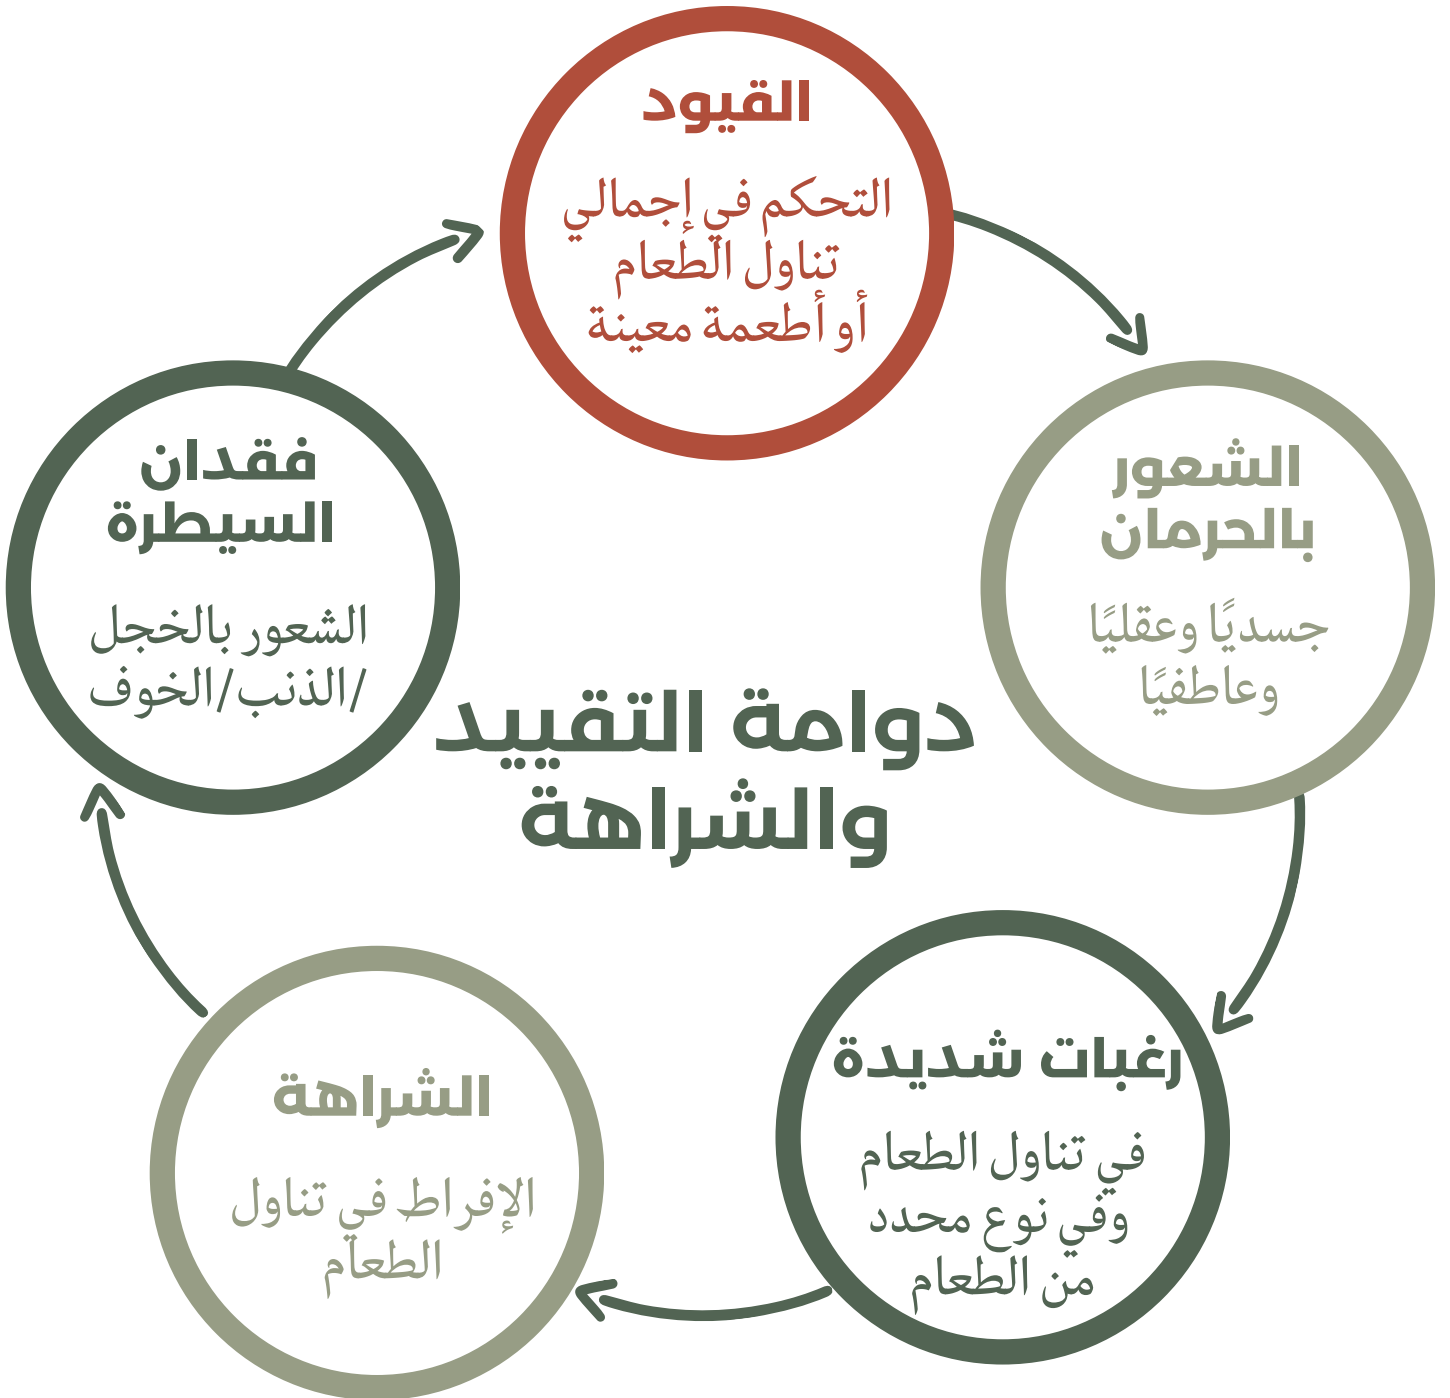 القيود
التحكم في إجمالي
تناول الطعام
أو أطعمة معينة
الشعور
بالحرمان
جسديًا وعقليًا
وعاطفيًا
رغبات شديدة
في تناول الطعام
وفي نوع محدد
من الطعام
الشراهة
الإفراط في تناول
الطعام
فقدان
السيطرة
الشعور بالخجل
/الذنب/الخوف
دوامة التقييد
والشراهة